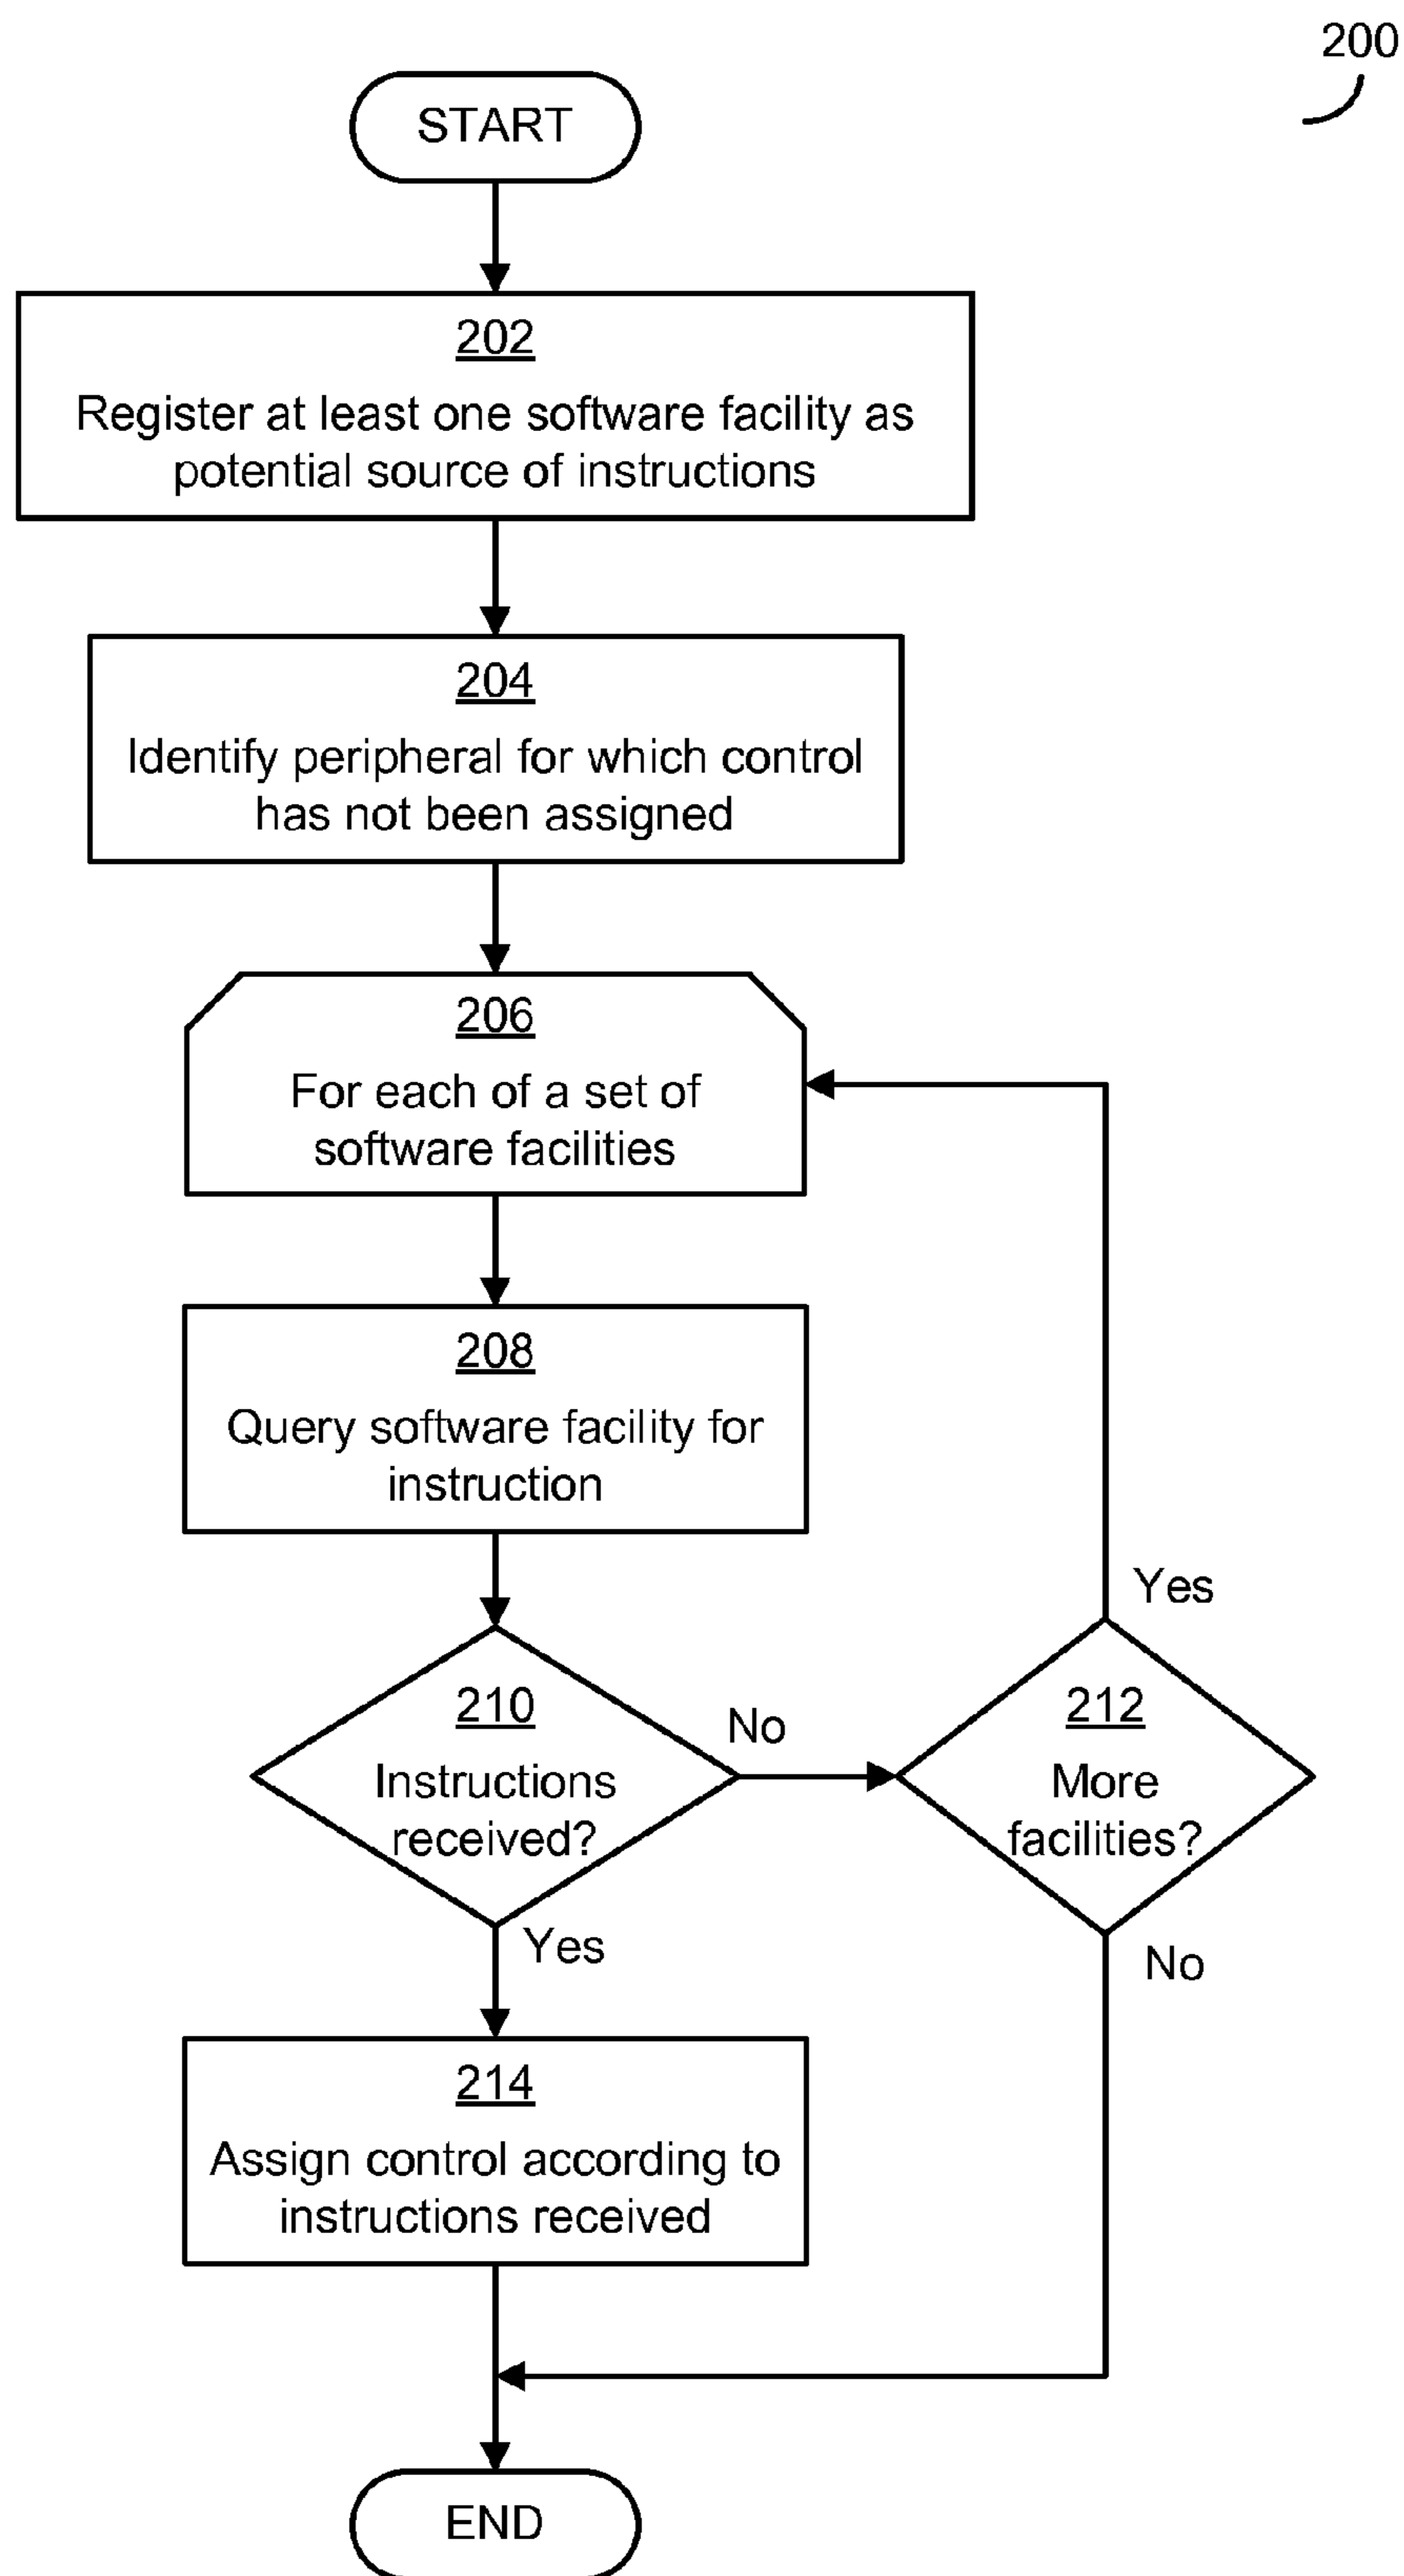 200
START
202
Register at least one software facility as
potential source of instructions
204
Identify peripheral for which control
has not been assigned
206
For each of a set of
software facilities
208
Query software facility for
instruction
Yes
210
Instructions
received?
No
212
More
facilities?
Yes
No
214
Assign control according to
instructions received
END